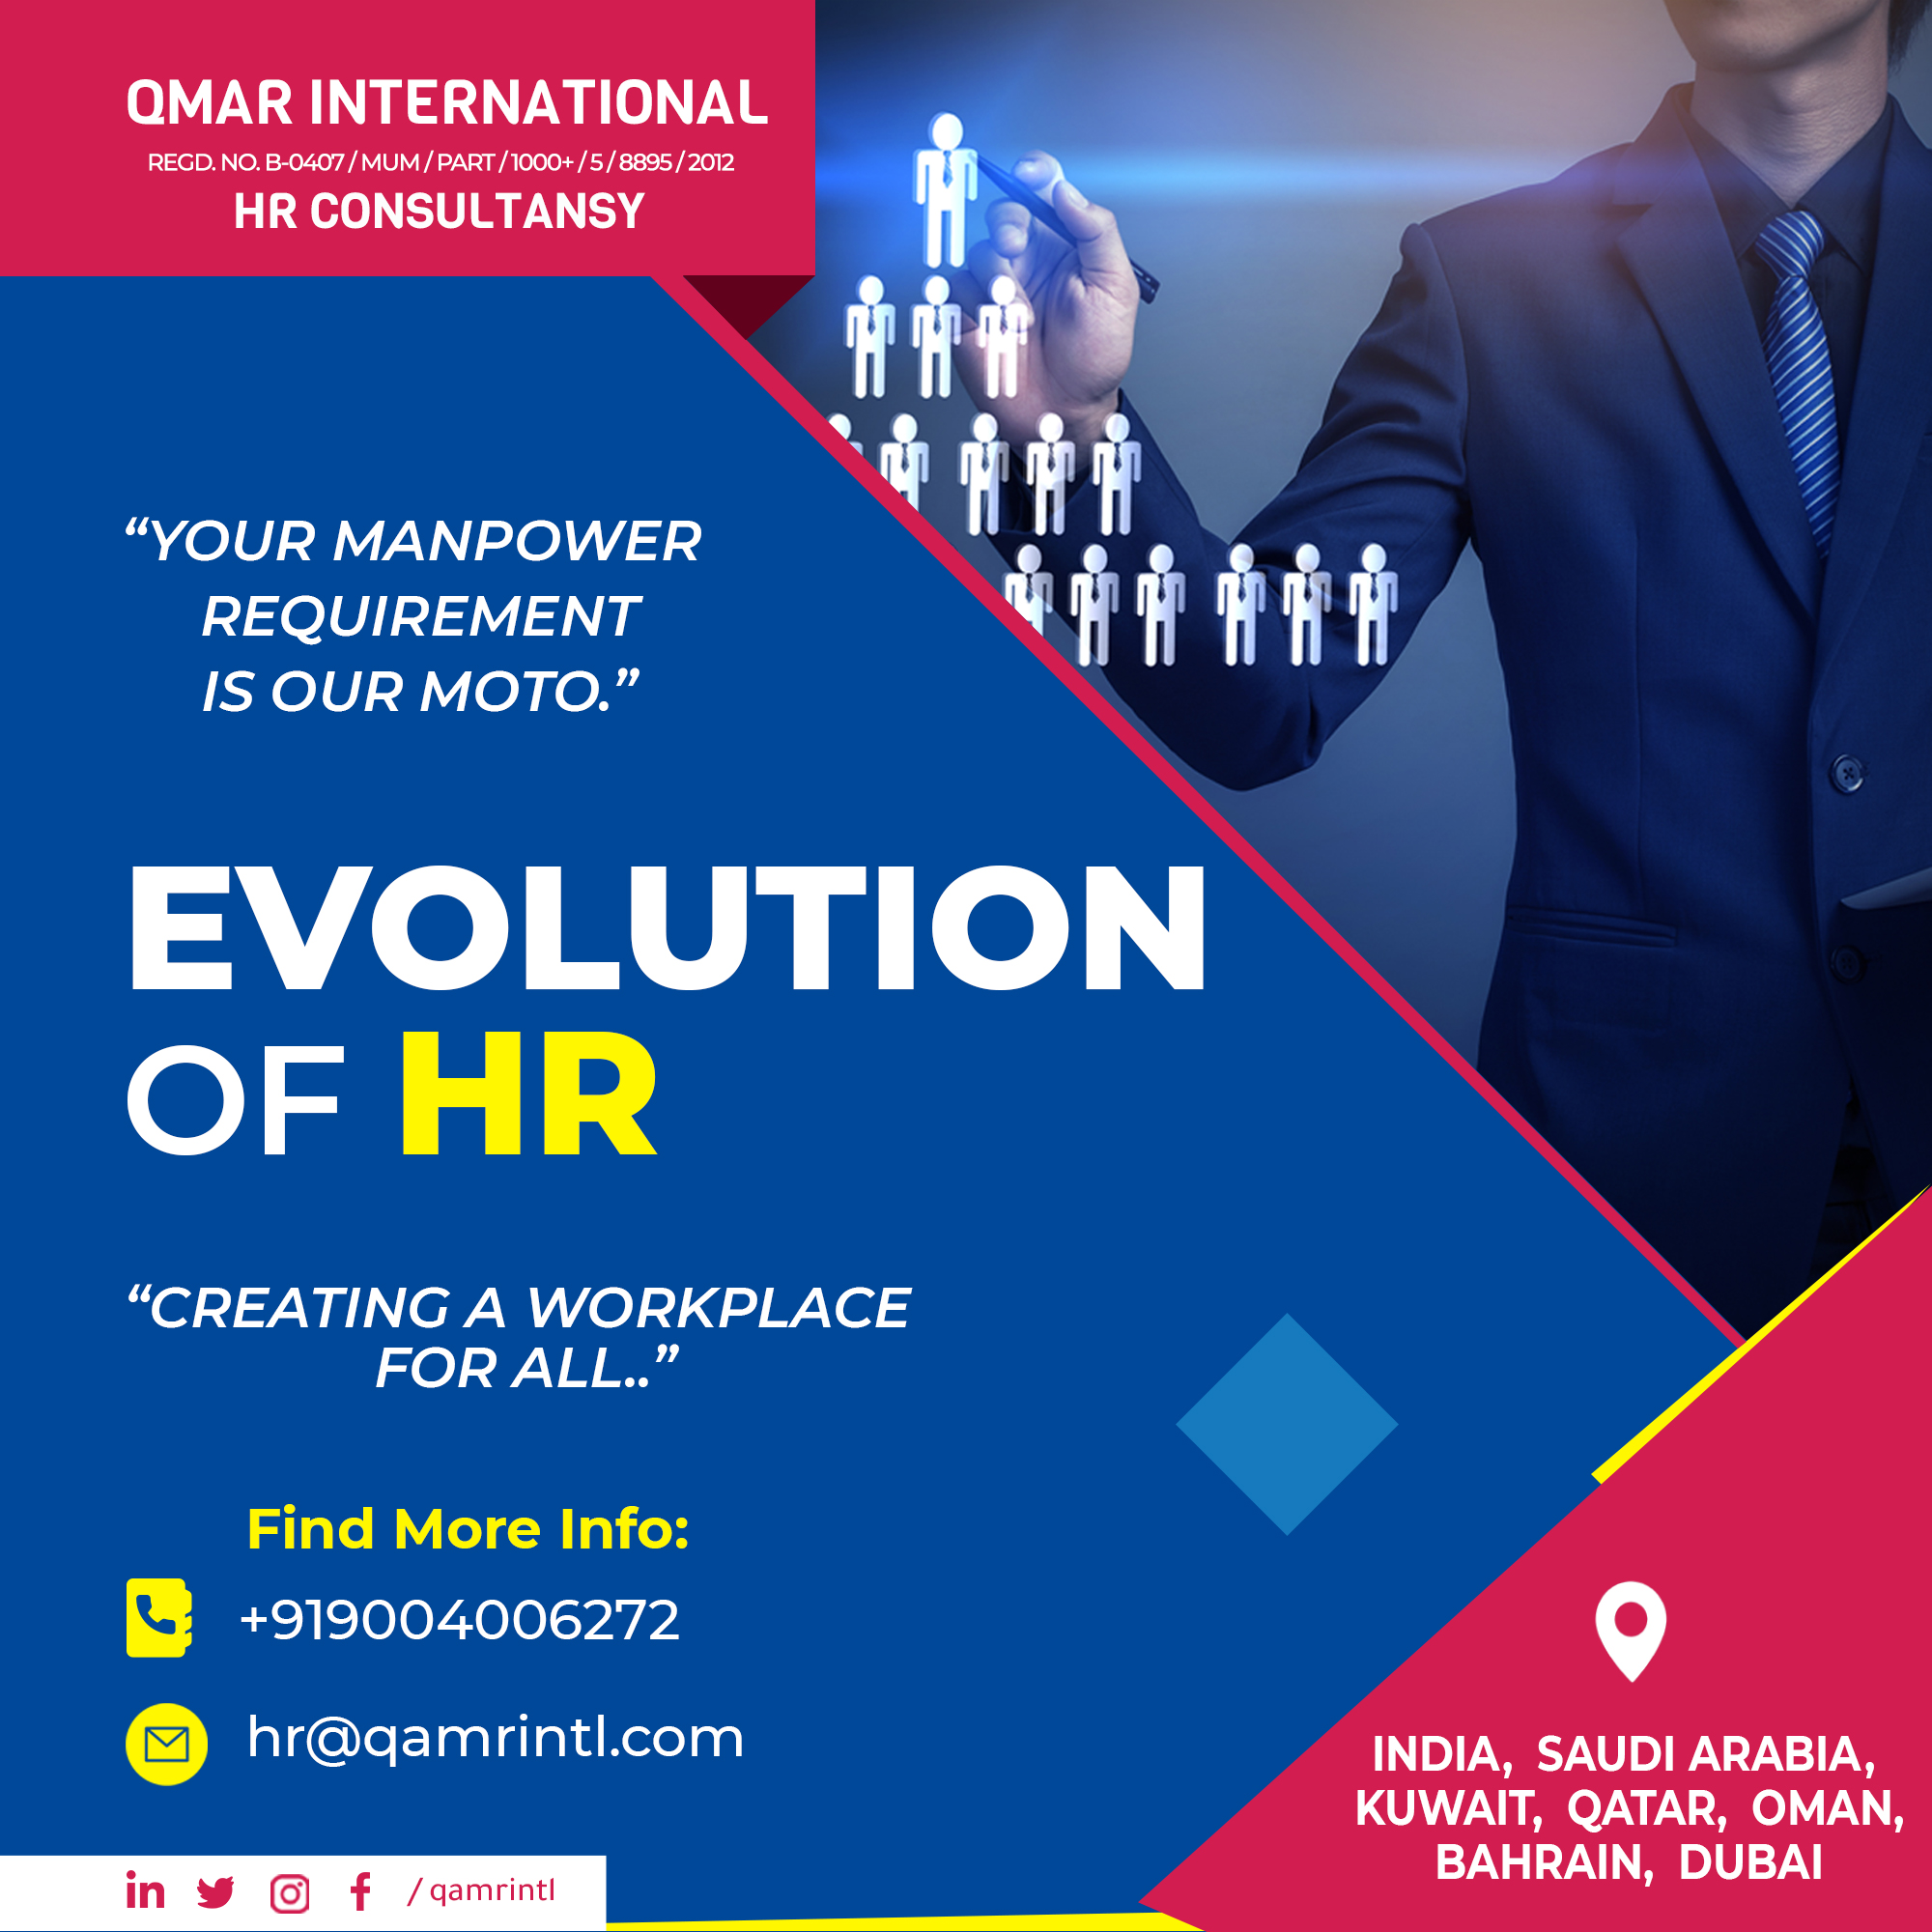 QMAR INTERNATIONAL
REGD. NO. B-0407 / MUM / PART / 1000+ / 5 / 8895 / 2012
HR CONSULTANSY
“YOUR MANPOWER
REQUIREMENT
IS OUR MOTO.”
EVOLUTION
OF HR
“CREATING A WORKPLACE
FOR ALL..”
Find More Info:
+919004006272
hr@qamrintl.com
in f / qamrintl
INDIA, SAUDI ARABIA,
KUWAIT, QATAR, OMAN,
BAHRAIN, DUBAI